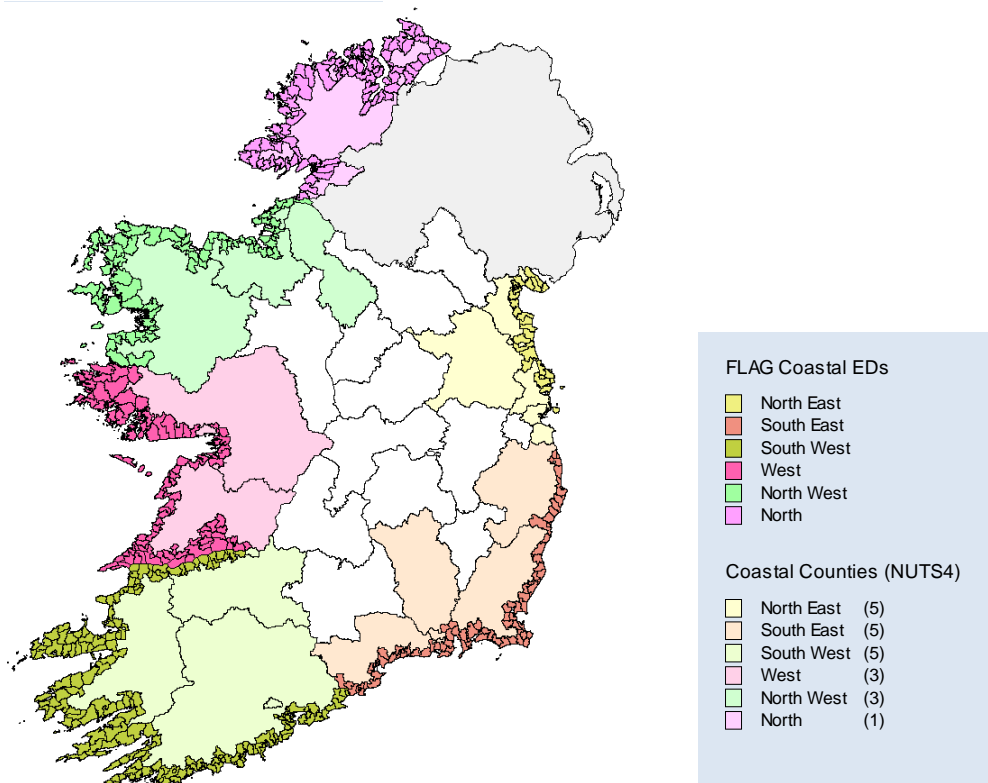 FLAG Coastal EDs
North East
South East
South West
West
North West
North
Coastal Counties (NUTS4)
North East (5)
South East (5)
South West (5)
West (3)
North West (3)
North (1)